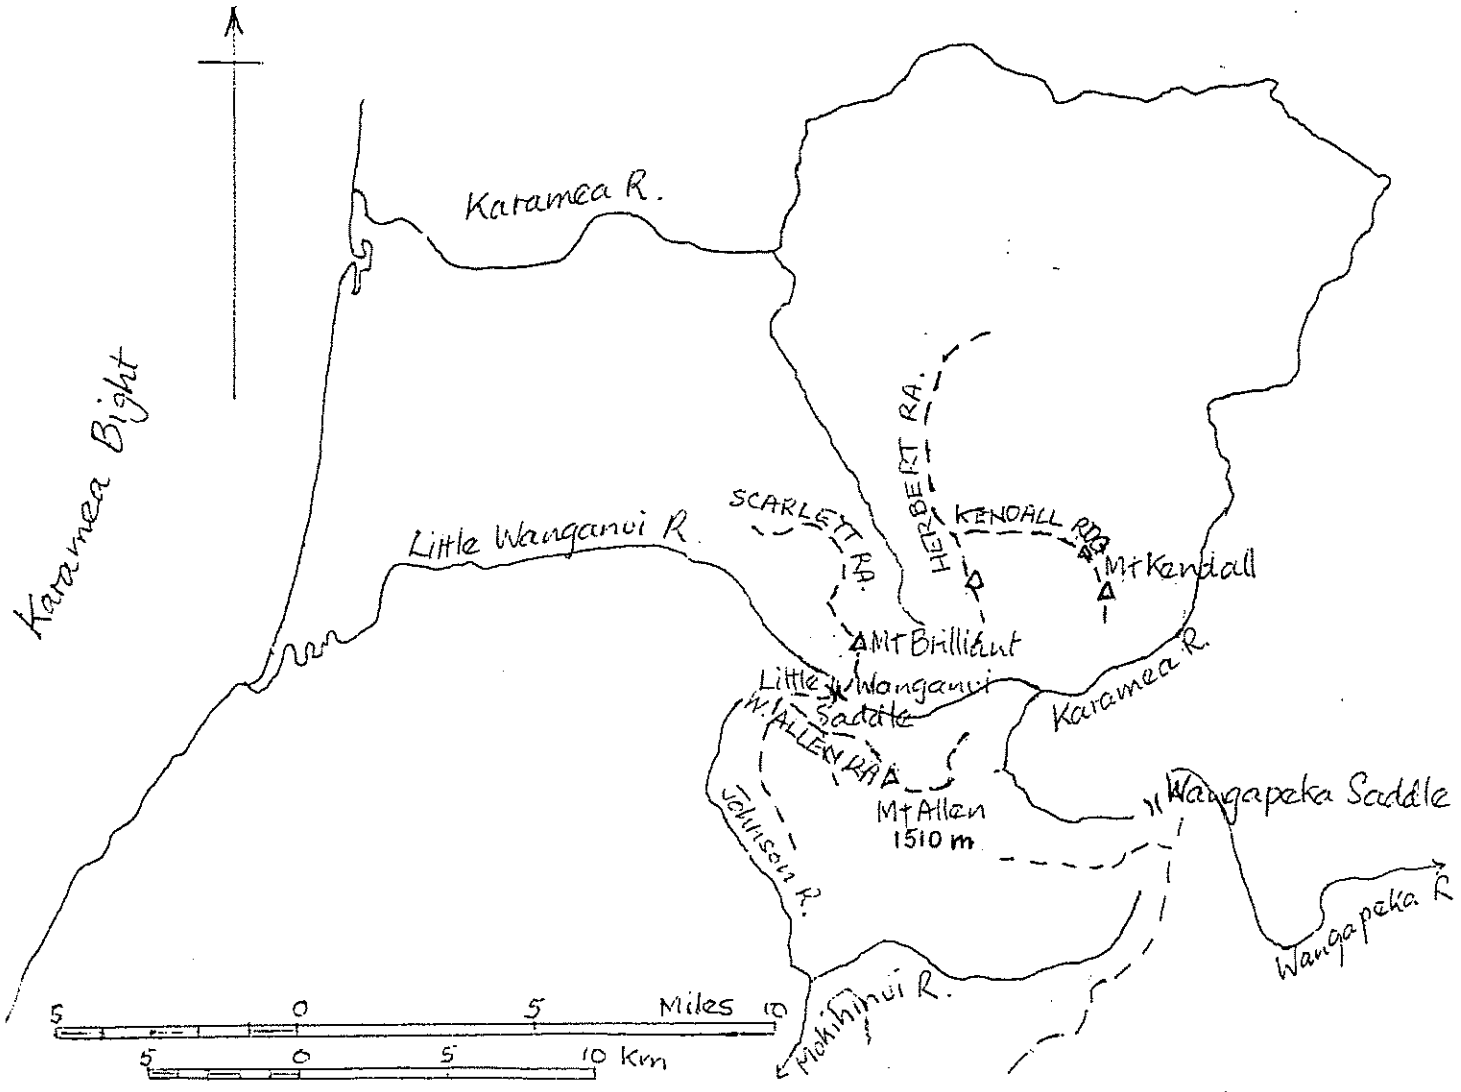 Karamea R.
Karamea Bight
HERBERT RA.
SCARLETT RA.
KENDALL RDG
Little Wanganui R.
Mt Kendall
Mt Brilliant
Little Wanganui
Saddle
Karamea R.
W. ALLEN RA
Mt Allen
1510 m
Wangapeka Saddle
Johnson R.
Wangapeka R
Mokihinui R.
5 0 5 Miles 10
5 0 5 10 Km